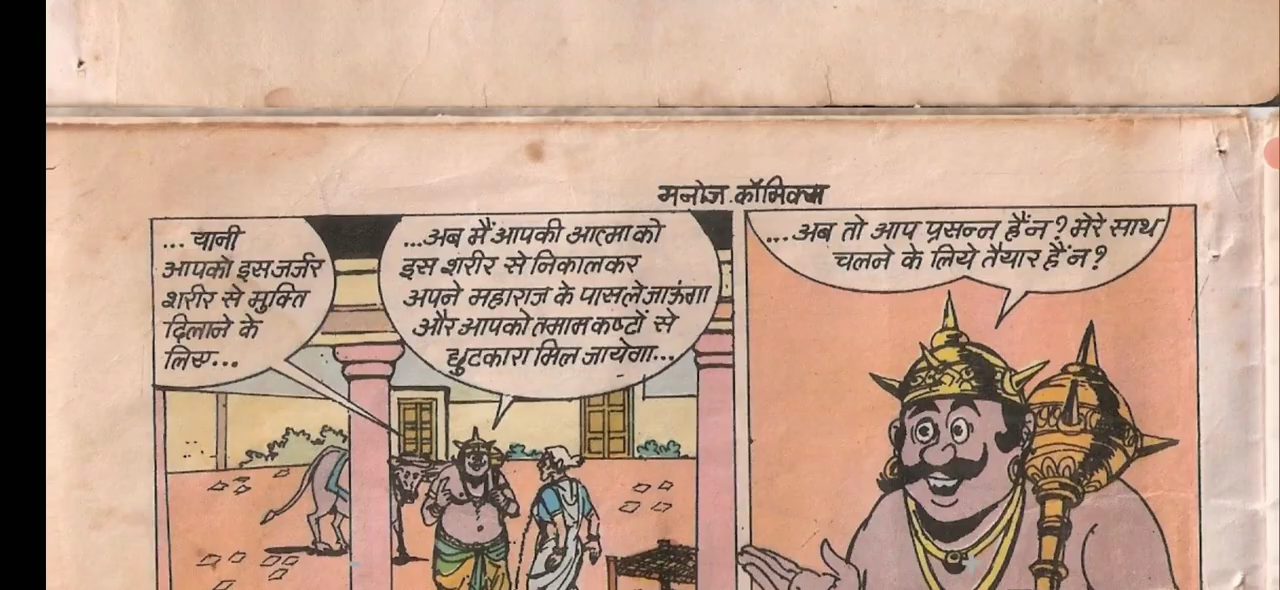 मनोज कॉमिक्स
...यानी
आपको इस जर्जर
शरीर से मुक्ति
दिलाने के
लिए...
...अब मैं आपकी आत्मा को
इस शरीर से निकालकर
अपने महाराज के पास ले जाऊंगा
और आपको तमाम कष्टों से
छुटकारा मिल जायेगा...
...अब तो आप प्रसन्न हैं न? मेरे साथ
चलने के लिये तैयार हैं न?